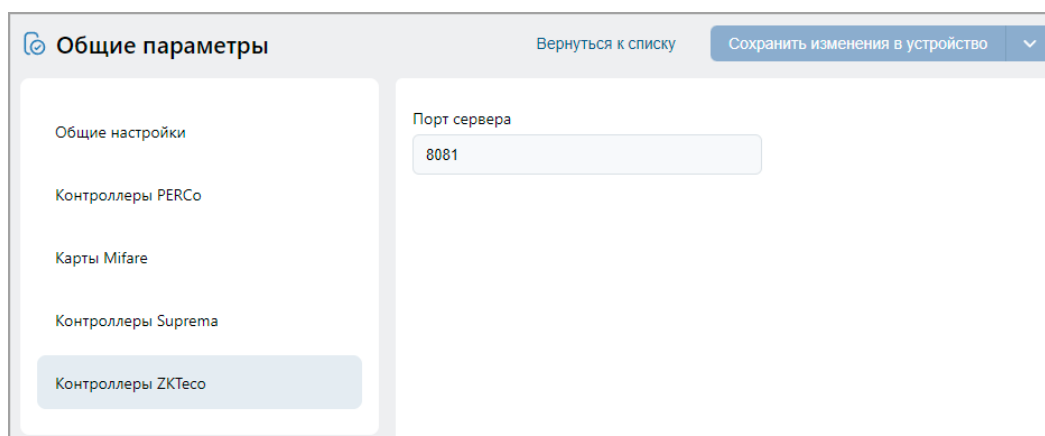 Общие параметры
Вернуться к списку
Сохранить изменения в устройство
Общие настройки
Контроллеры PERCo
Карты Mifare
Контроллеры Suprema
Контроллеры ZKTeco
Порт сервера
8081